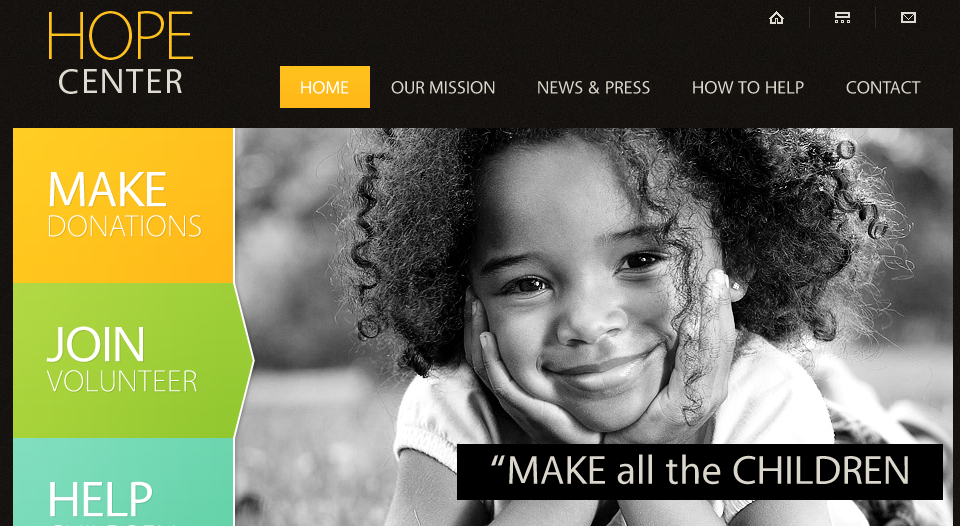 HOPE
CENTER
HOME
OUR MISSION
NEWS & PRESS
HOW TO HELP
CONTACT
MAKE
DONATIONS
JOIN
VOLUNTEER
HELP
“MAKE all the CHILDREN